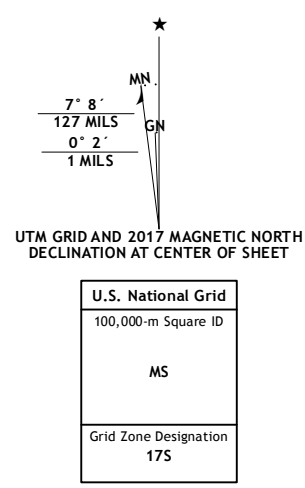 MN
7° 8´
127 MILS
GN
0° 2´
1 MILS
UTM GRID AND 2017 MAGNETIC NORTH
DECLINATION AT CENTER OF SHEET
U.S. National Grid
100,000-m Square ID
MS
Grid Zone Designation
17S